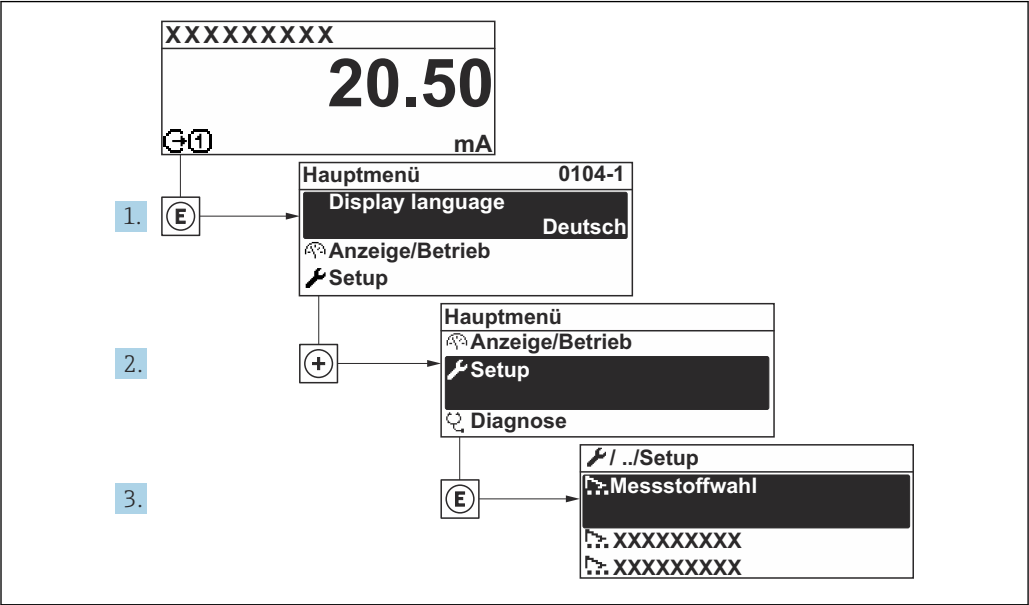 XXXXXXXXX
20.50
mA
Hauptmenü 0104-1
Display language
Deutsch
Anzeige/Betrieb
Setup
1. E
Hauptmenü
Anzeige/Betrieb
Setup
Diagnose
2. +
/ ../Setup
Messstoffwahl
XXXXXXXXX
XXXXXXXXX
3. E